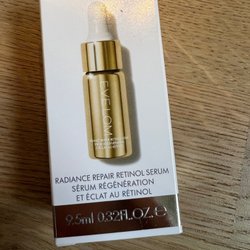 EVE LOM
RADIANCE REPAIR RETINOL SERUM
SÉRUM RÉGÉNÉRATION
ET ÉCLAT AU RÉTINOL
9.5ml 0.32fl.oz. e